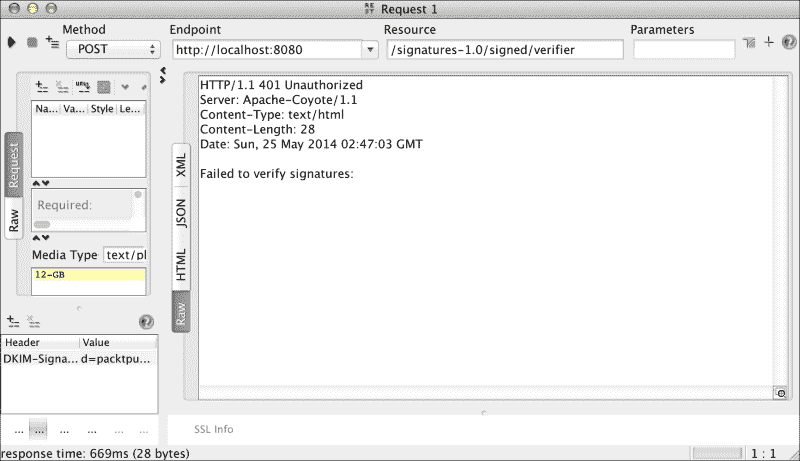 Request 1
Method
Endpoint
Resource
Parameters
POST
http://localhost:8080
/signatures-1.0/signed/verifier
Na... Va... Style Le...
Required:
Media Type text/pl
12-GB
Request
Raw
Header Value
DKIM-Signa... d=packtpu...
... ... ... ... ... ...
XML
JSON
HTML
Raw
HTTP/1.1 401 Unauthorized
Server: Apache-Coyote/1.1
Content-Type: text/html
Content-Length: 28
Date: Sun, 25 May 2014 02:47:03 GMT
Failed to verify signatures:
SSL Info
response time: 669ms (28 bytes)
1 : 1